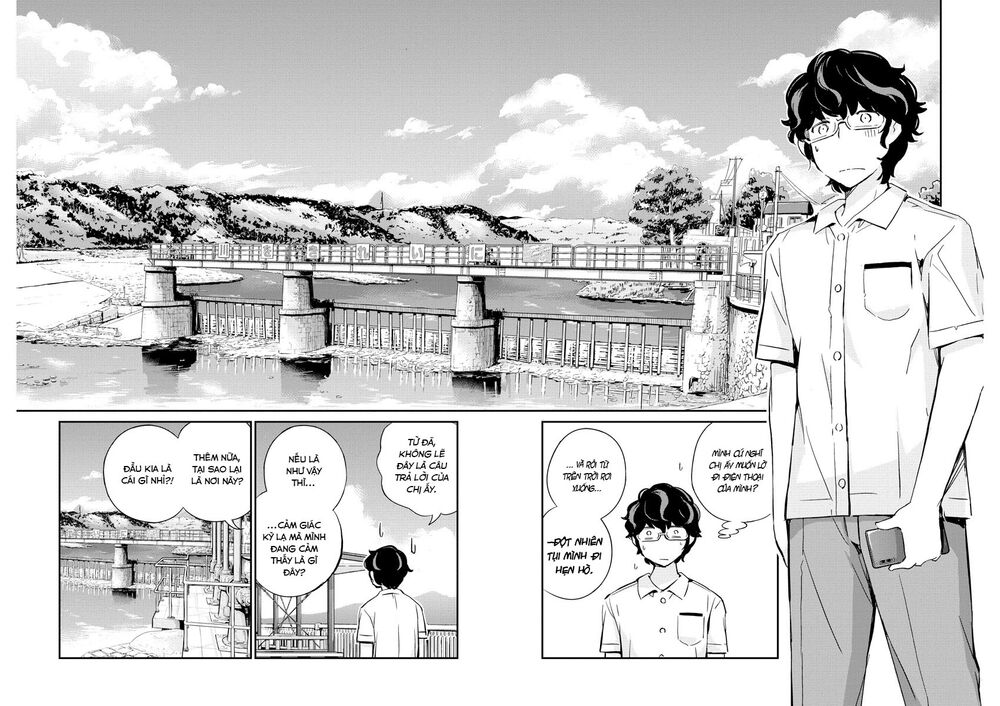 MÌNH CỨ NGHĨ
CHỊ ẤY MUỐN LỜ
ĐI ĐIỆN THOẠI
CỦA MÌNH?
... VÀ RỒI TỪ
TRÊN TRỜI RƠI
XUỐNG...
–ĐỘT NHIÊN
TỤI MÌNH ĐI
HẸN HÒ.
TỪ ĐÃ,
KHÔNG LẼ
ĐÂY LÀ CÂU
TRẢ LỜI CỦA
CHỊ ẤY.
NẾU LÀ
NHƯ VẬY
THÌ...
...CẢM GIÁC
KỲ LẠ MÀ MÌNH
ĐANG CẢM
THẤY LÀ GÌ
ĐÂY?
THÊM NỮA,
TẠI SAO LẠI
LÀ NƠI NÀY?
ĐẦU KIA LÀ
CÁI GÌ NHỈ?!